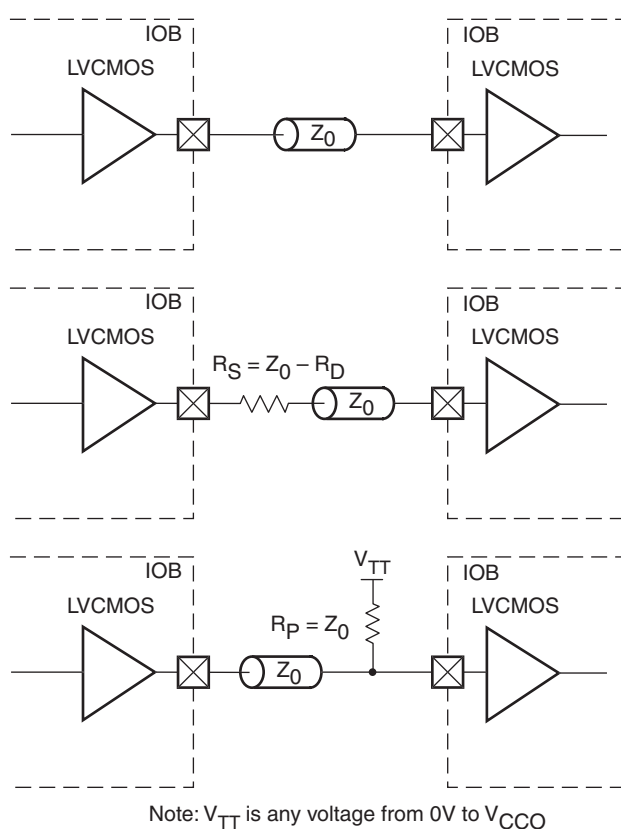 IOB
IOB
LVCMOS
LVCMOS
Z0
IOB
IOB
LVCMOS
LVCMOS
RS = Z0 – RD
Z0
IOB
VTT
IOB
LVCMOS
LVCMOS
RP = Z0
Z0
Note: VTT is any voltage from 0V to VCCO